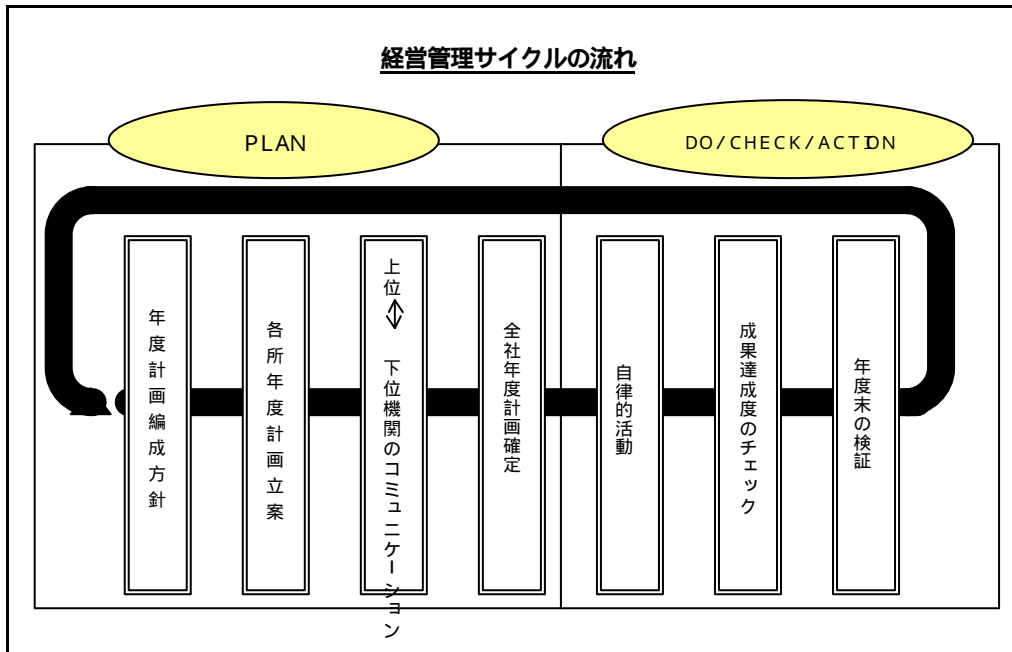 経営管理サイクルの流れ
PLAN
DO/CHECK/ACTION
年度計画編成方針
各所年度計画立案
上位⇔下位機関のコミュニケーション
全社年度計画確定
自律的活動
成果達成度のチェック
年度末の検証